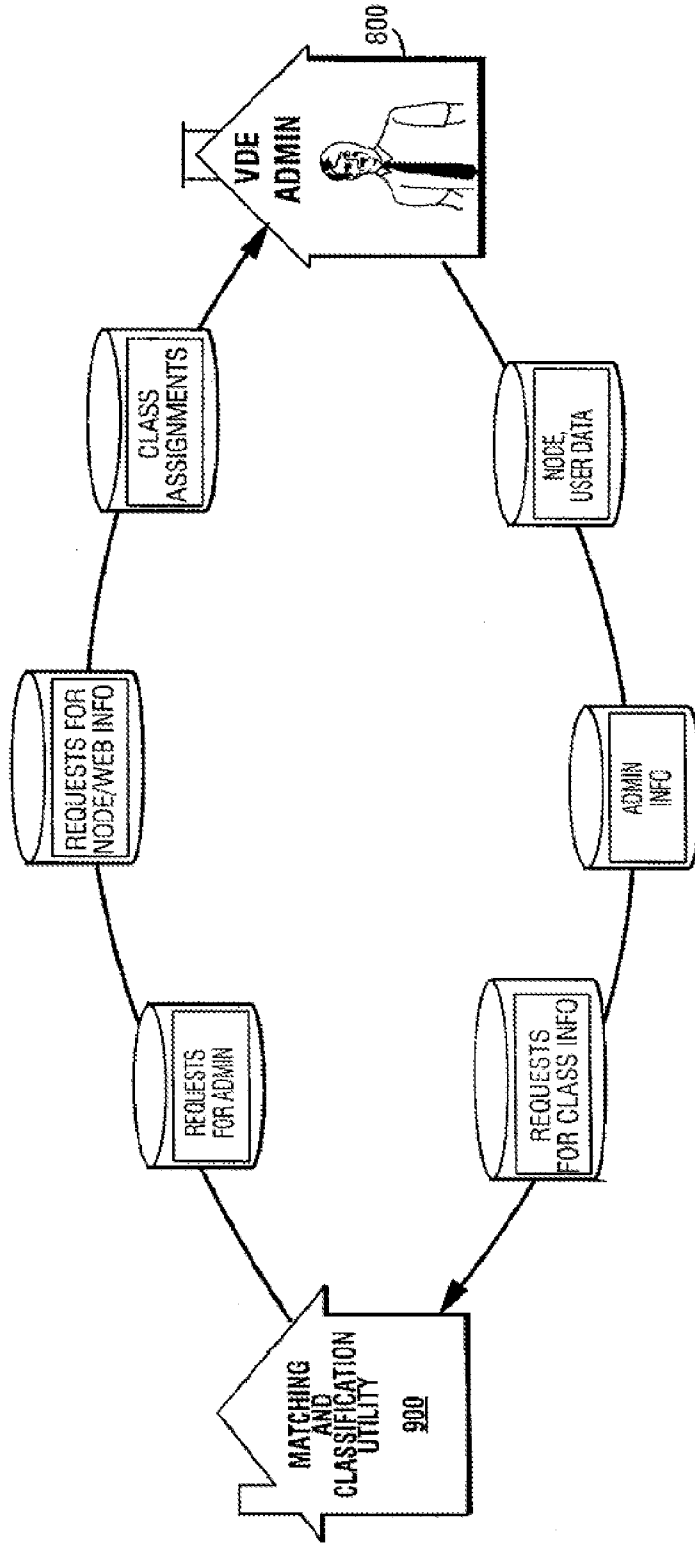 MATCHING
AND
CLASSIFICATION
UTILITY
900
REQUESTS
FOR ADMIN
REQUESTS FOR
NODE/WEB INFO
CLASS
ASSIGNMENTS
VDE
ADMIN
800
NODE,
USER DATA
ADMIN
INFO
REQUESTS
FOR CLASS INFO